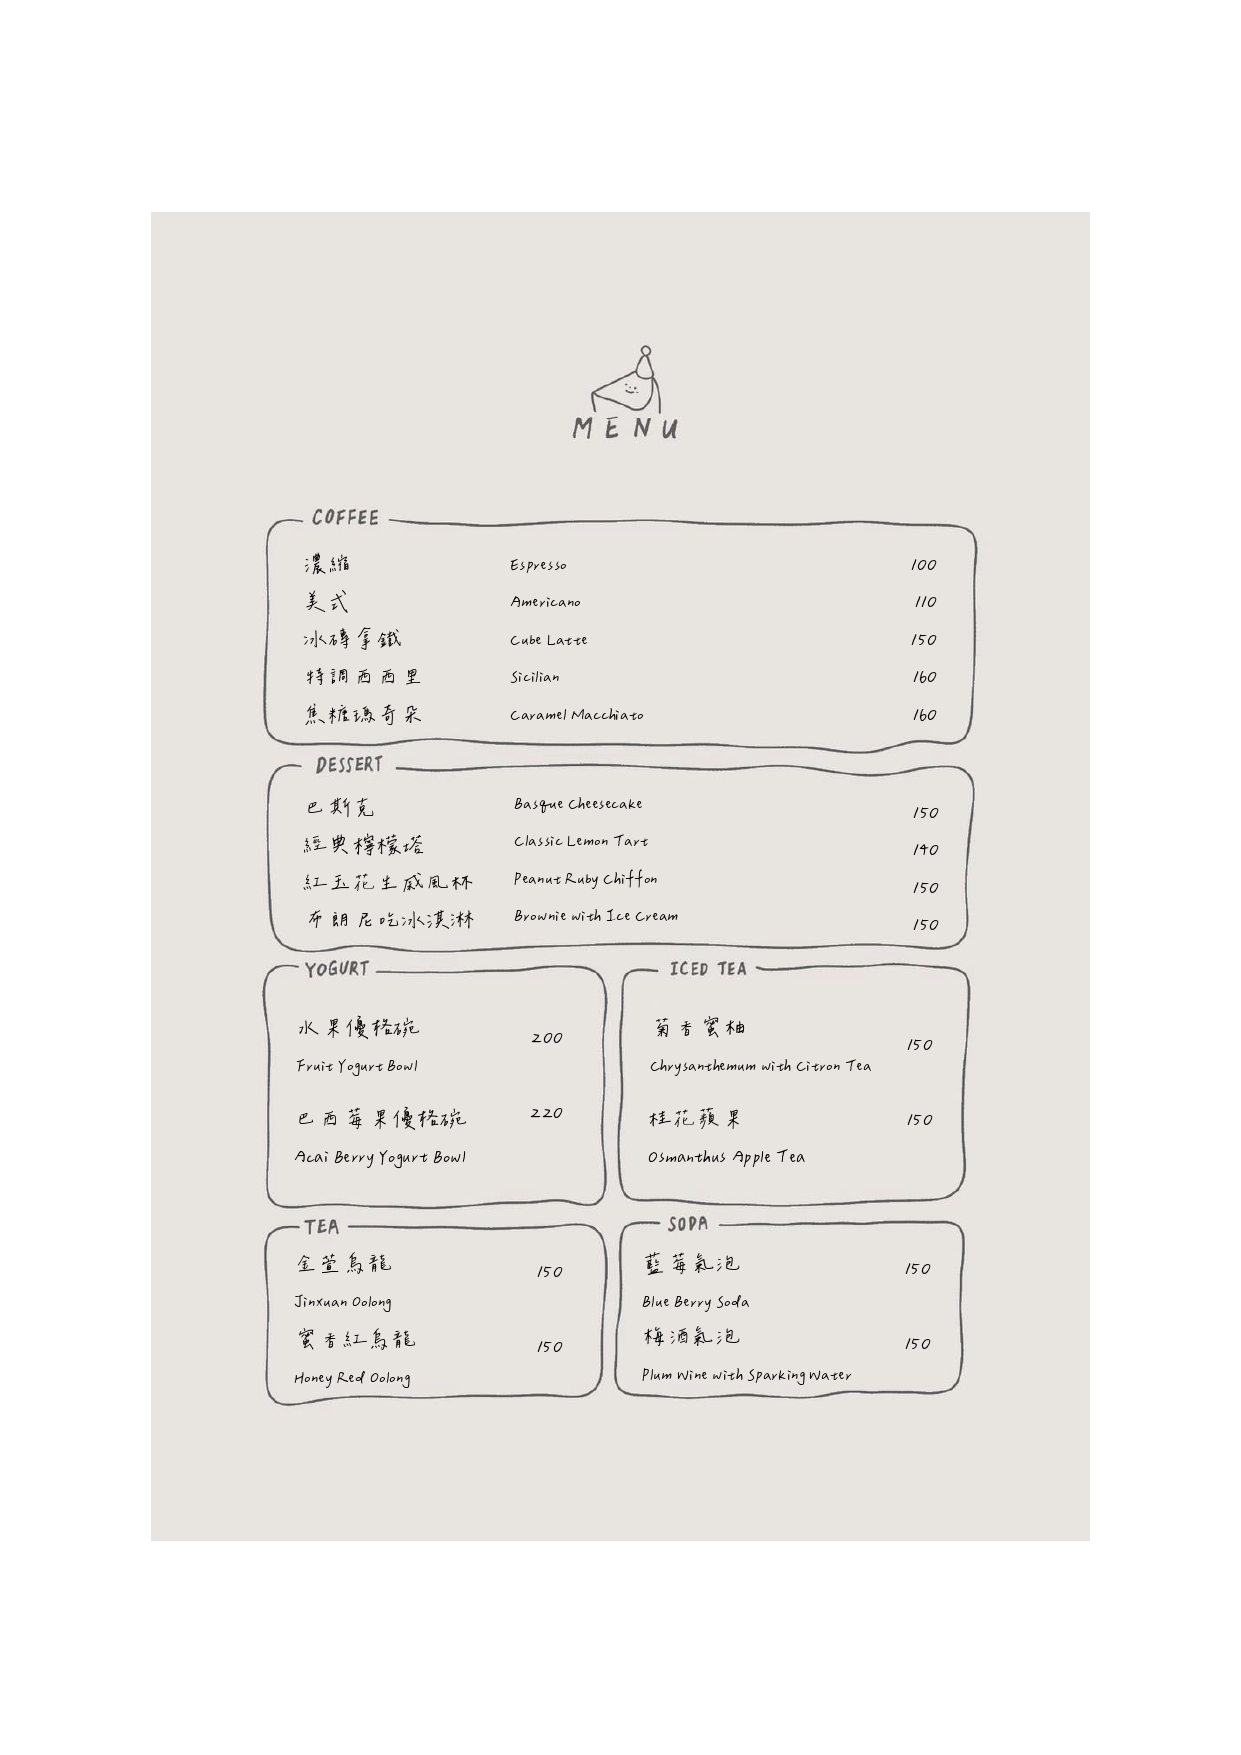 MENU
COFFEE
濃縮 Espresso 100
美式 Americano 110
冰磚拿鐵 Cube Latte 150
特調西西里 Sicilian 160
焦糖瑪奇朵 Caramel Macchiato 160
DESSERT
巴斯克 Basque Cheesecake 150
經典檸檬塔 Classic Lemon Tart 140
紅玉花生戚風杯 Peanut Ruby Chiffon 150
布朗尼吃冰淇淋 Brownie with Ice Cream 150
YOGURT
水果優格碗 200
Fruit Yogurt Bowl
巴西莓果優格碗 220
Acai Berry Yogurt Bowl
ICED TEA
菊香蜜柚 150
Chrysanthemum with Citron Tea
桂花蘋果 150
Osmanthus Apple Tea
TEA
金萱烏龍 150
Jinxuan Oolong
蜜香紅烏龍 150
Honey Red Oolong
SODA
藍莓氣泡 150
Blue Berry Soda
梅酒氣泡 150
Plum Wine with Sparking Water